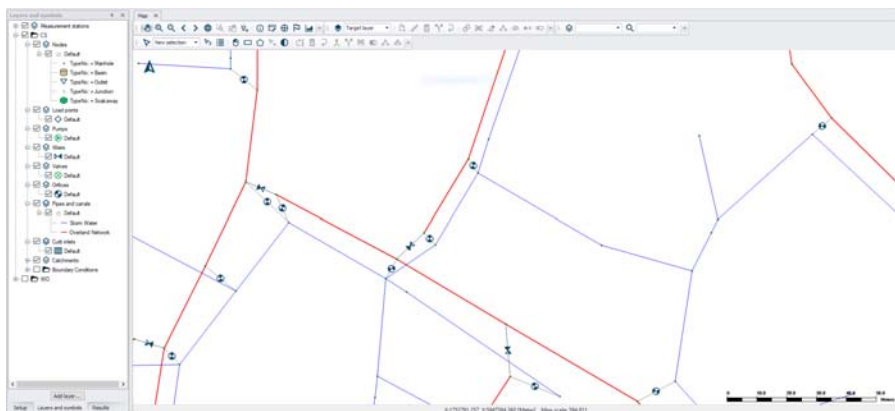 Layers and symbols
Map
Measurement stations
CS
Nodes
Default
TypeNo. = Manhole
TypeNo. = Basin
TypeNo. = Outlet
TypeNo. = Junction
TypeNo. = Soakaway
Load points
Default
Pumps
Default
Weirs
Default
Valves
Default
Orifices
Default
Pipes and canals
Default
Storm Water
Overland Network
Curb inlets
Default
Catchments
Boundary Conditions
Add layer...
Setup
Layers and symbols
Results
Target layer
New selection